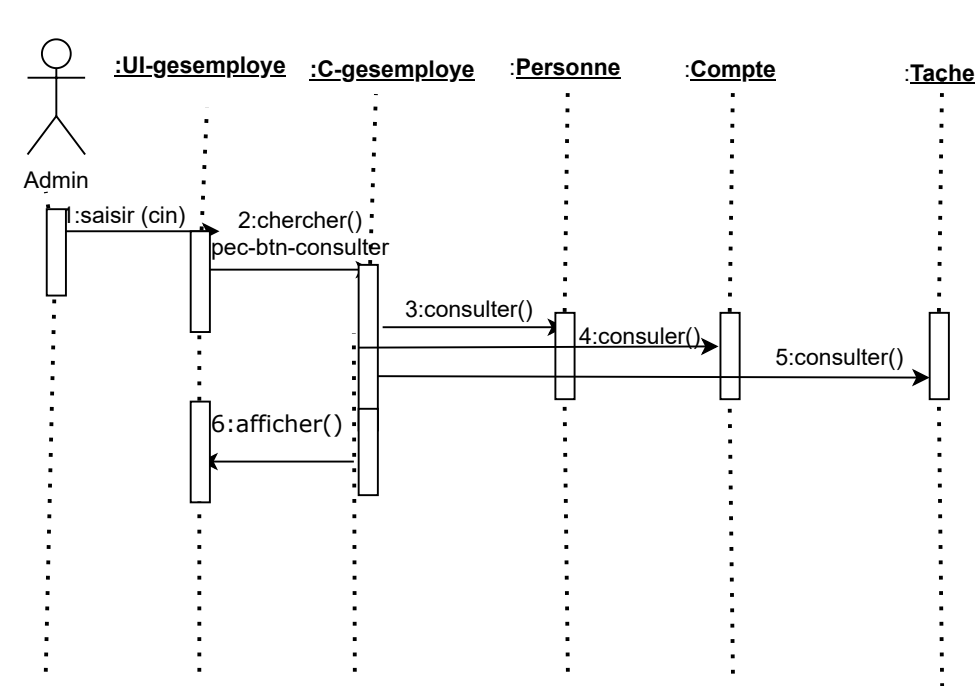 :UI-gesemploye
:C-gesemploye
:Personne
:Compte
:Tache
Admin
1:saisir (cin)
2:chercher()
pec-btn-consulter
3:consulter()
4:consuler()
5:consulter()
6:afficher()